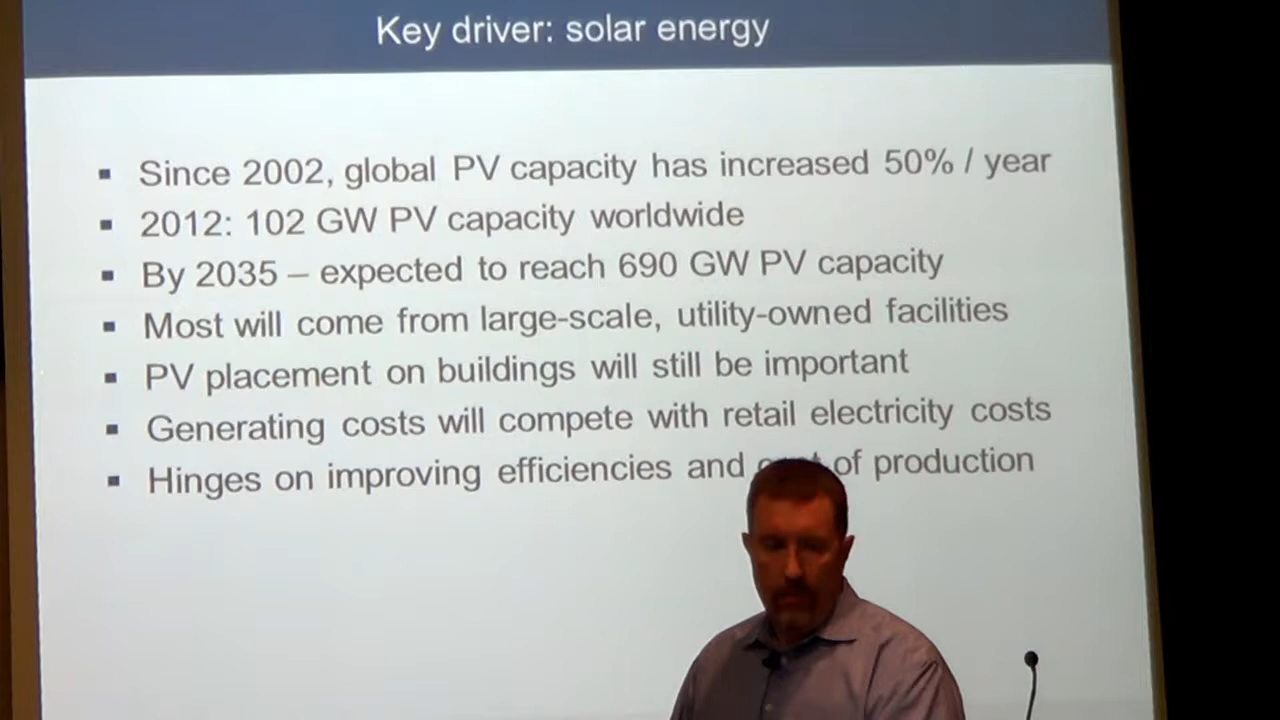 Key driver: solar energy
Since 2002, global PV capacity has increased 50% / year
2012: 102 GW PV capacity worldwide
By 2035 – expected to reach 690 GW PV capacity
Most will come from large-scale, utility-owned facilities
PV placement on buildings will still be important
Generating costs will compete with retail electricity costs
Hinges on improving efficiencies and of production